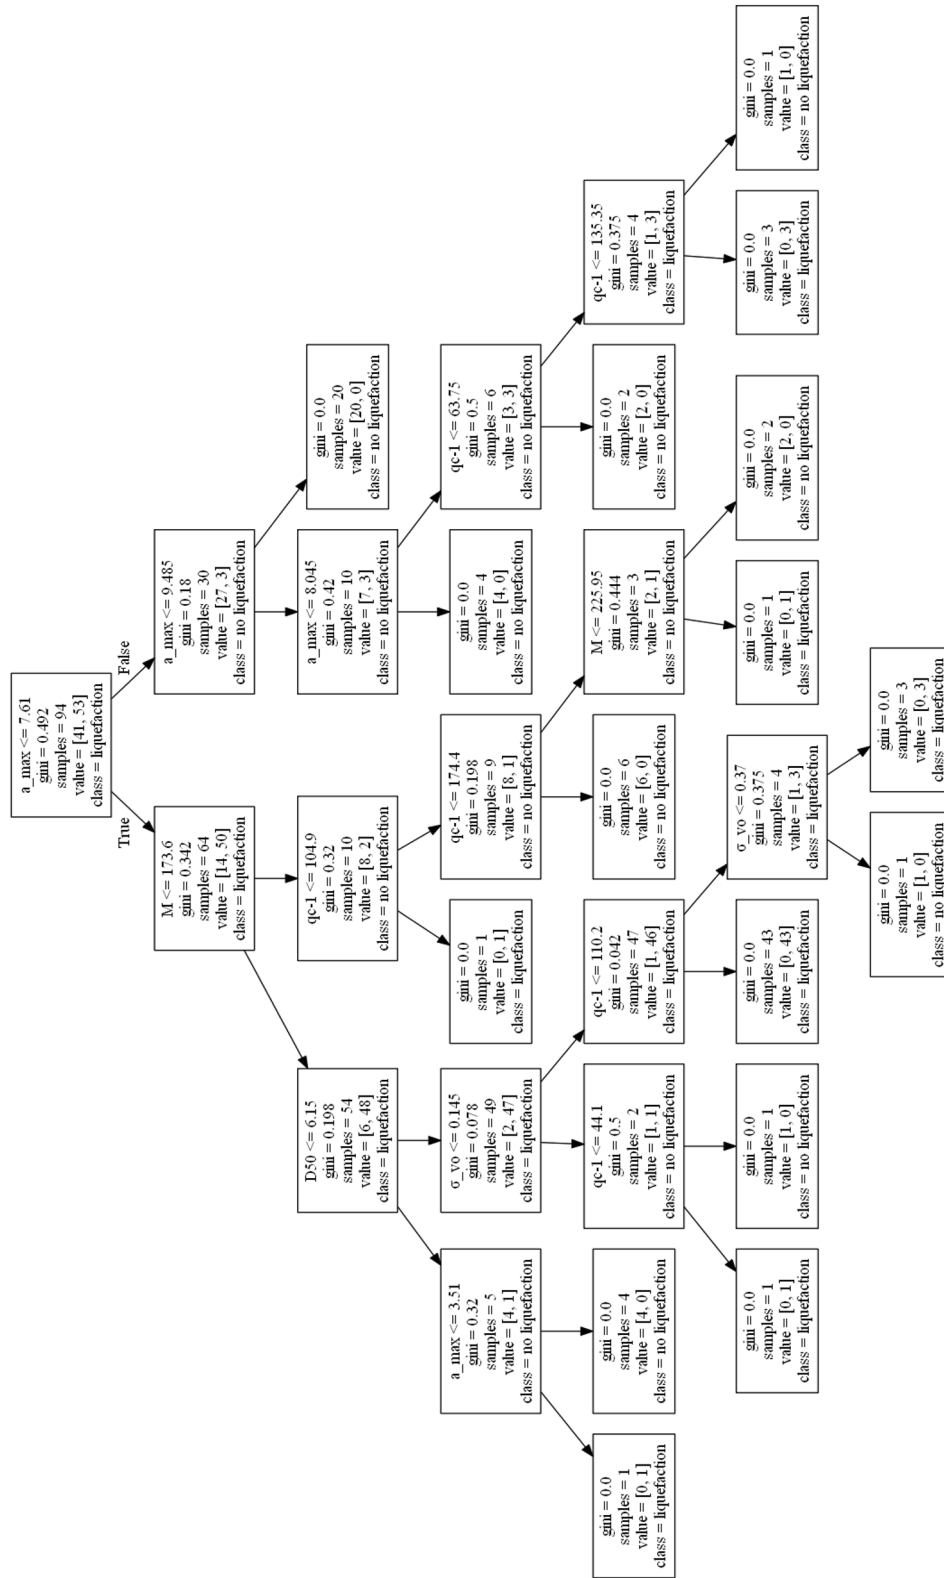 a_max <= 7.61
gini = 0.492
samples = 94
value = [41, 53]
class = liquefaction
True
False
M <= 173.6
gini = 0.342
samples = 64
value = [14, 50]
class = liquefaction
a_max <= 9.485
gini = 0.18
samples = 30
value = [27, 3]
class = no liquefaction
D50 <= 6.15
gini = 0.198
samples = 54
value = [6, 48]
class = liquefaction
qc-1 <= 104.9
gini = 0.32
samples = 10
value = [8, 2]
class = no liquefaction
a_max <= 8.045
gini = 0.42
samples = 10
value = [7, 3]
class = no liquefaction
gini = 0.0
samples = 20
value = [20, 0]
class = no liquefaction
a_max <= 3.51
gini = 0.32
samples = 5
value = [4, 1]
class = no liquefaction
σ_vo <= 0.145
gini = 0.078
samples = 49
value = [2, 47]
class = liquefaction
gini = 0.0
samples = 1
value = [0, 1]
class = liquefaction
qc-1 <= 174.4
gini = 0.198
samples = 9
value = [8, 1]
class = no liquefaction
gini = 0.0
samples = 4
value = [4, 0]
class = no liquefaction
qc-1 <= 63.75
gini = 0.5
samples = 6
value = [3, 3]
class = no liquefaction
gini = 0.0
samples = 1
value = [0, 1]
class = liquefaction
gini = 0.0
samples = 4
value = [4, 0]
class = no liquefaction
qc-1 <= 44.1
gini = 0.5
samples = 2
value = [1, 1]
class = no liquefaction
qc-1 <= 110.2
gini = 0.042
samples = 47
value = [1, 46]
class = liquefaction
gini = 0.0
samples = 6
value = [6, 0]
class = no liquefaction
M <= 225.95
gini = 0.444
samples = 3
value = [2, 1]
class = no liquefaction
gini = 0.0
samples = 2
value = [2, 0]
class = no liquefaction
qc-1 <= 135.35
gini = 0.375
samples = 4
value = [1, 3]
class = liquefaction
gini = 0.0
samples = 1
value = [0, 1]
class = liquefaction
gini = 0.0
samples = 1
value = [1, 0]
class = no liquefaction
gini = 0.0
samples = 43
value = [0, 43]
class = liquefaction
σ_vo <= 0.37
gini = 0.375
samples = 4
value = [1, 3]
class = liquefaction
gini = 0.0
samples = 1
value = [0, 1]
class = liquefaction
gini = 0.0
samples = 2
value = [2, 0]
class = no liquefaction
gini = 0.0
samples = 3
value = [0, 3]
class = liquefaction
gini = 0.0
samples = 1
value = [1, 0]
class = no liquefaction
gini = 0.0
samples = 1
value = [1, 0]
class = no liquefaction
gini = 0.0
samples = 3
value = [0, 3]
class = liquefaction